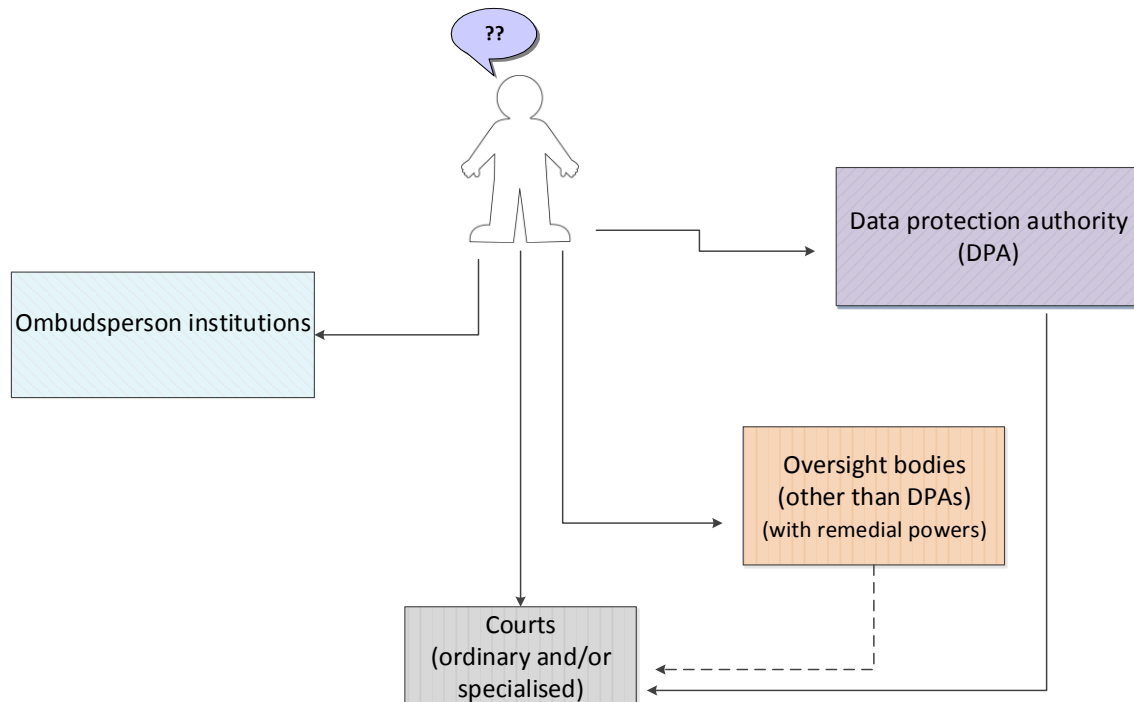 ??
Data protection authority
(DPA)
Ombudsperson institutions
Oversight bodies
(other than DPAs)
(with remedial powers)
Courts
(ordinary and/or
specialised)